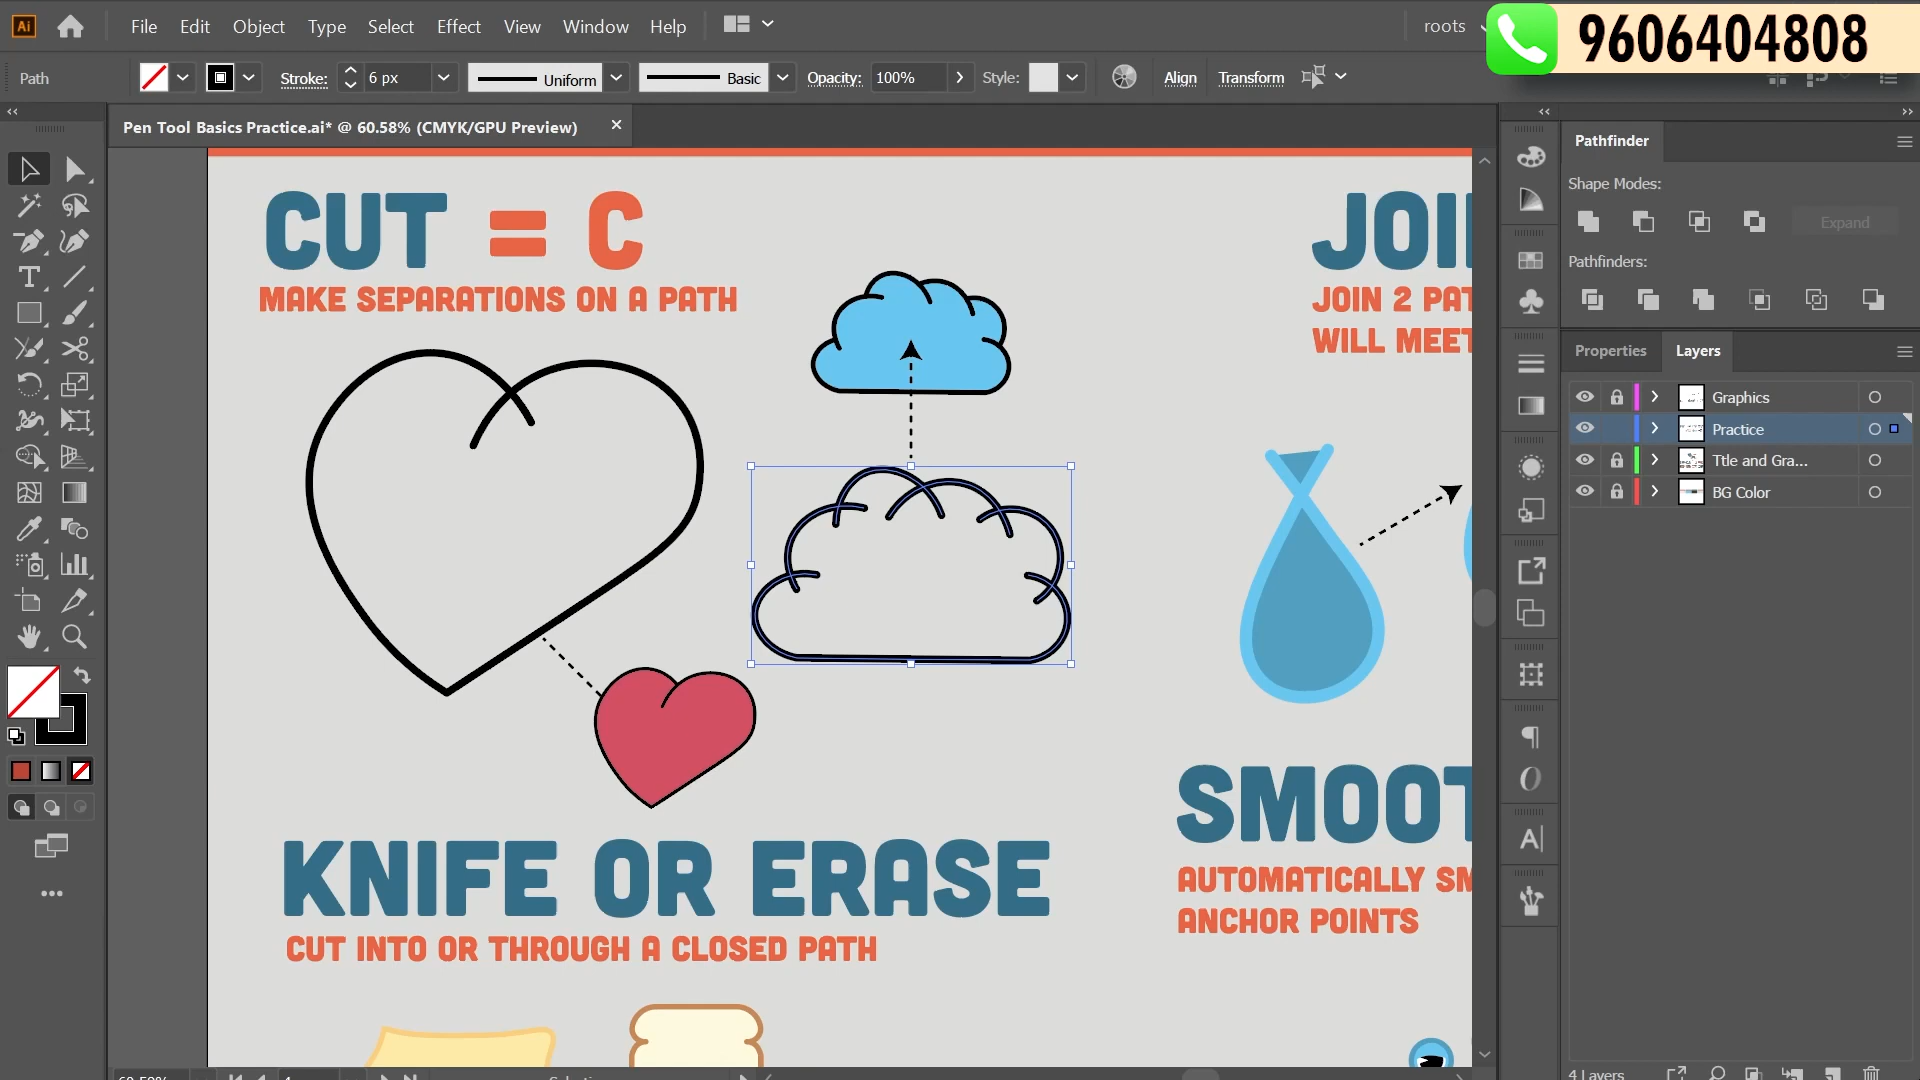 Ai File Edit Object Type Select Effect View Window Help roots
9606404808
Path Stroke: 6 px Uniform Basic Opacity: 100% Style: Align Transform
Pen Tool Basics Practice.ai* @ 60.58% (CMYK/GPU Preview)
Pathfinder
Shape Modes:
Expand
Pathfinders:
Properties Layers
Graphics
Practice
Ttle and Gra...
BG Color
CUT = C
MAKE SEPARATIONS ON A PATH
JOI
JOIN 2 PAT
WILL MEET
KNIFE OR ERASE
CUT INTO OR THROUGH A CLOSED PATH
SMOOT
AUTOMATICALLY SM
ANCHOR POINTS
60.58%
4 Layers